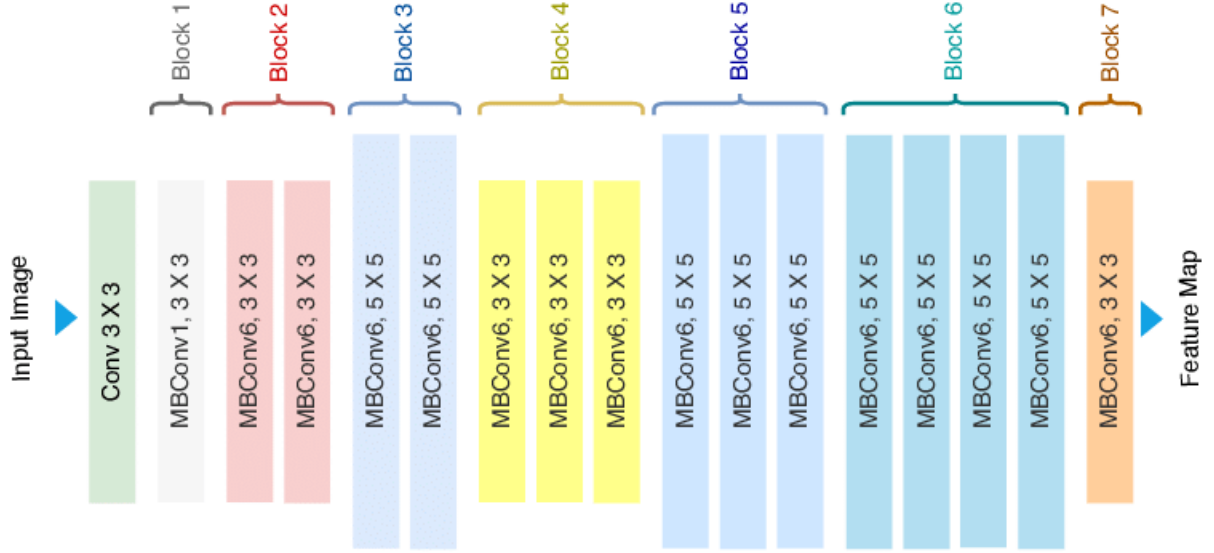 Input Image
Conv 3 X 3
Block 1
MBConv1, 3 X 3
Block 2
MBConv6, 3 X 3
MBConv6, 3 X 3
Block 3
MBConv6, 5 X 5
MBConv6, 5 X 5
Block 4
MBConv6, 3 X 3
MBConv6, 3 X 3
MBConv6, 3 X 3
Block 5
MBConv6, 5 X 5
MBConv6, 5 X 5
MBConv6, 5 X 5
Block 6
MBConv6, 5 X 5
MBConv6, 5 X 5
MBConv6, 5 X 5
MBConv6, 5 X 5
Block 7
MBConv6, 3 X 3
Feature Map